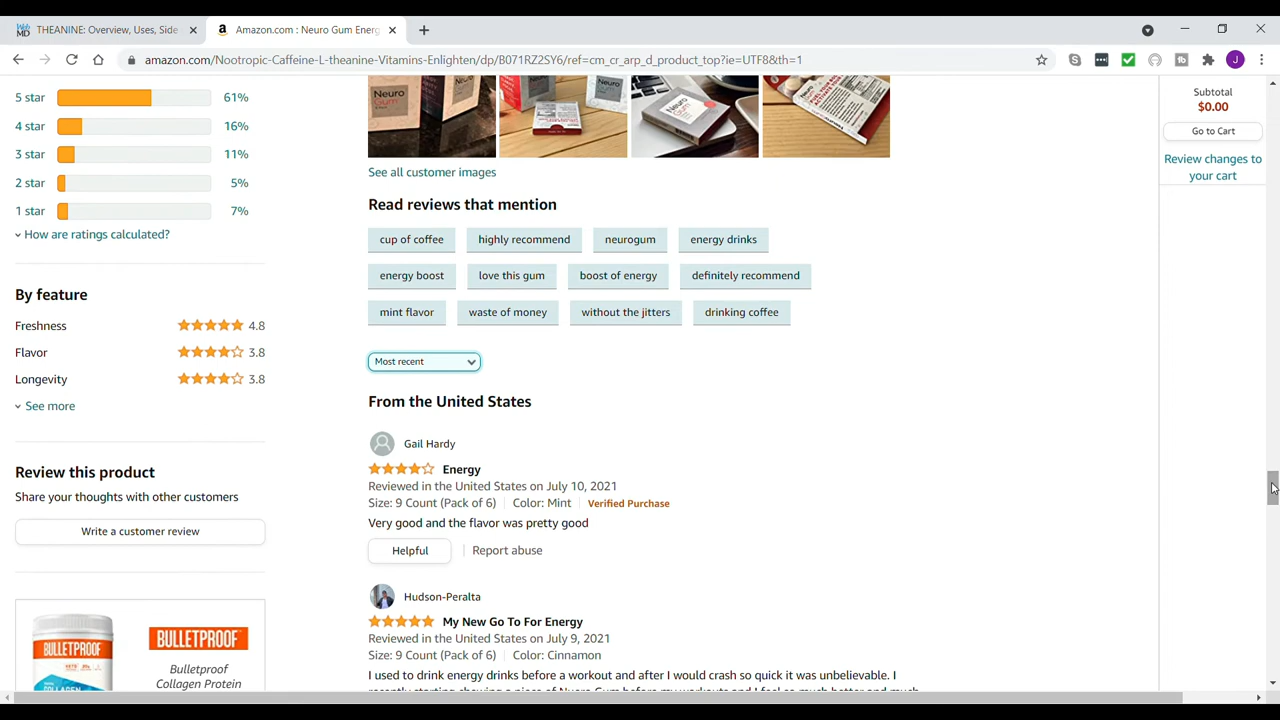 THEANINE: Overview, Uses, Side
Amazon.com : Neuro Gum Energ
amazon.com/Nootropic-Caffeine-L-theanine-Vitamins-Enlighten/dp/B071RZ2SY6/ref=cm_cr_arp_d_product_top?ie=UTF8&th=1
J
5 star 61%
4 star 16%
3 star 11%
2 star 5%
1 star 7%
How are ratings calculated?
By feature
Freshness 4.8
Flavor 3.8
Longevity 3.8
See more
Review this product
Share your thoughts with other customers
Write a customer review
BULLETPROOF
BULLETPROOF
Bulletproof
Collagen Protein
Neuro
Gum
Neuro
Gum
See all customer images
Read reviews that mention
cup of coffee highly recommend neurogum energy drinks
energy boost love this gum boost of energy definitely recommend
mint flavor waste of money without the jitters drinking coffee
Most recent
From the United States
Gail Hardy
Energy
Reviewed in the United States on July 10, 2021
Size: 9 Count (Pack of 6) | Color: Mint | Verified Purchase
Very good and the flavor was pretty good
Helpful | Report abuse
Hudson-Peralta
My New Go To For Energy
Reviewed in the United States on July 9, 2021
Size: 9 Count (Pack of 6) | Color: Cinnamon
I used to drink energy drinks before a workout and after I would crash so quick it was unbelievable. I
Subtotal
$0.00
Go to Cart
Review changes to
your cart